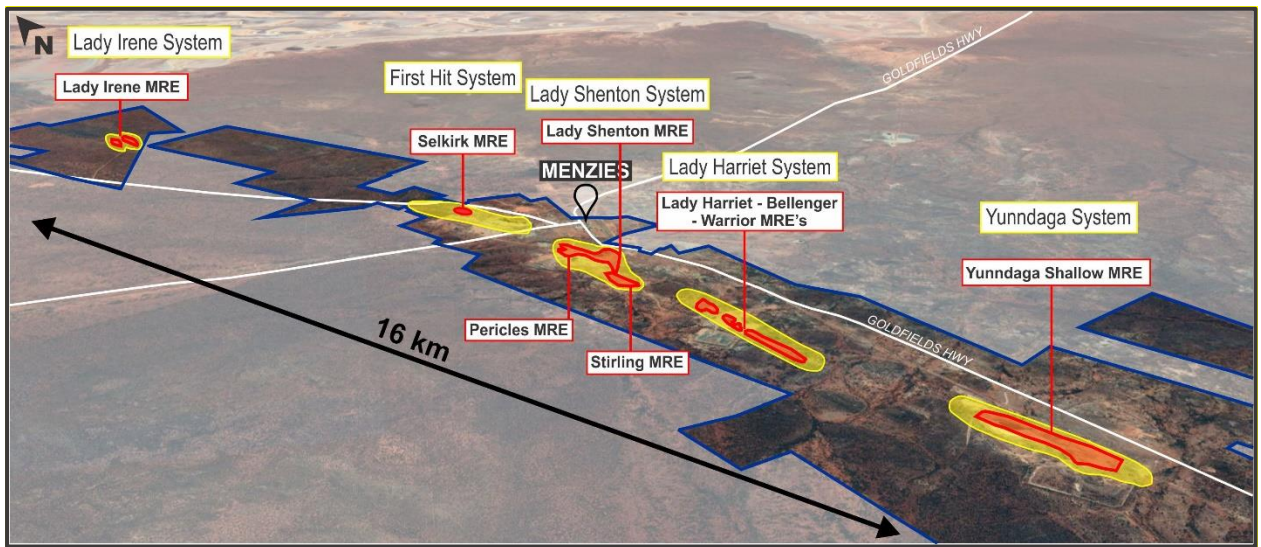 N
Lady Irene System
Lady Irene MRE
First Hit System
Selkirk MRE
Lady Shenton System
Lady Shenton MRE
MENZIES
GOLDFIELDS HWY
Lady Harriet System
Lady Harriet - Bellenger
- Warrior MRE's
Yunndaga System
Yunndaga Shallow MRE
Pericles MRE
Stirling MRE
GOLDFIELDS HWY
16 km